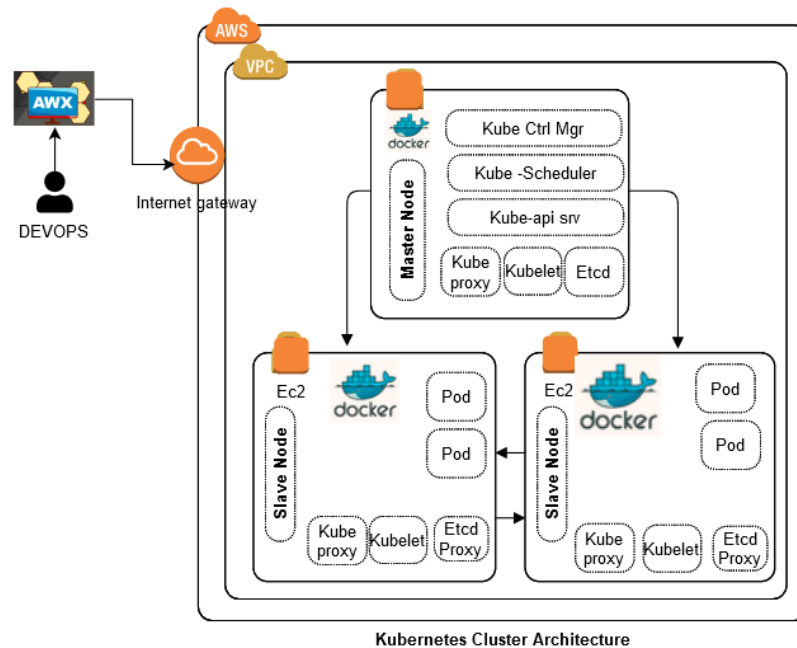 AWS
VPC
AWX
DEVOPS
Internet gateway
docker
Master Node
Kube Ctrl Mgr
Kube -Scheduler
Kube-api srv
Kube
proxy
Kubelet
Etcd
Ec2
docker
Slave Node
Pod
Pod
Kube
proxy
Kubelet
Etcd
Proxy
Ec2
docker
Slave Node
Pod
Pod
Kube
proxy
Kubelet
Etcd
Proxy
Kubernetes Cluster Architecture